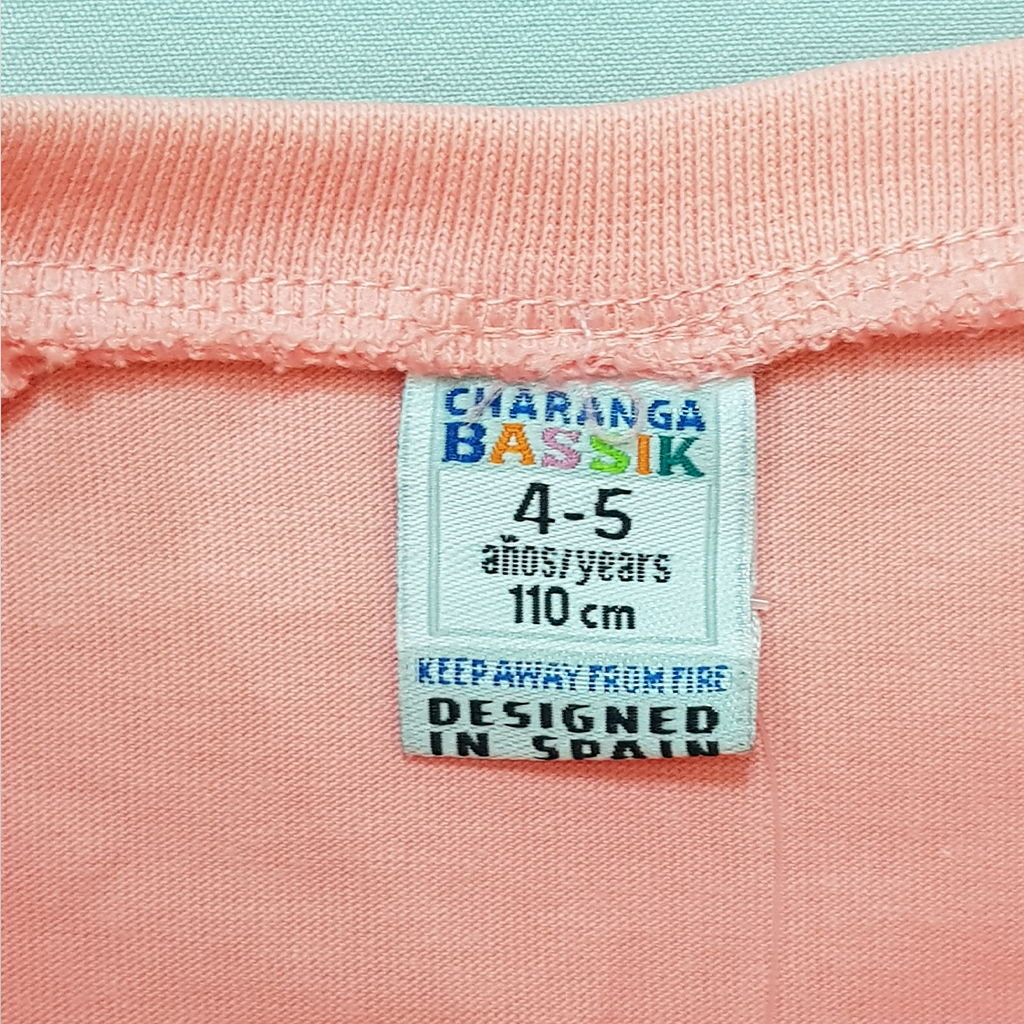 CHARANGA
BASSIK
4-5
años/years
110 cm
KEEP AWAY FROM FIRE
DESIGNED
IN SPAIN